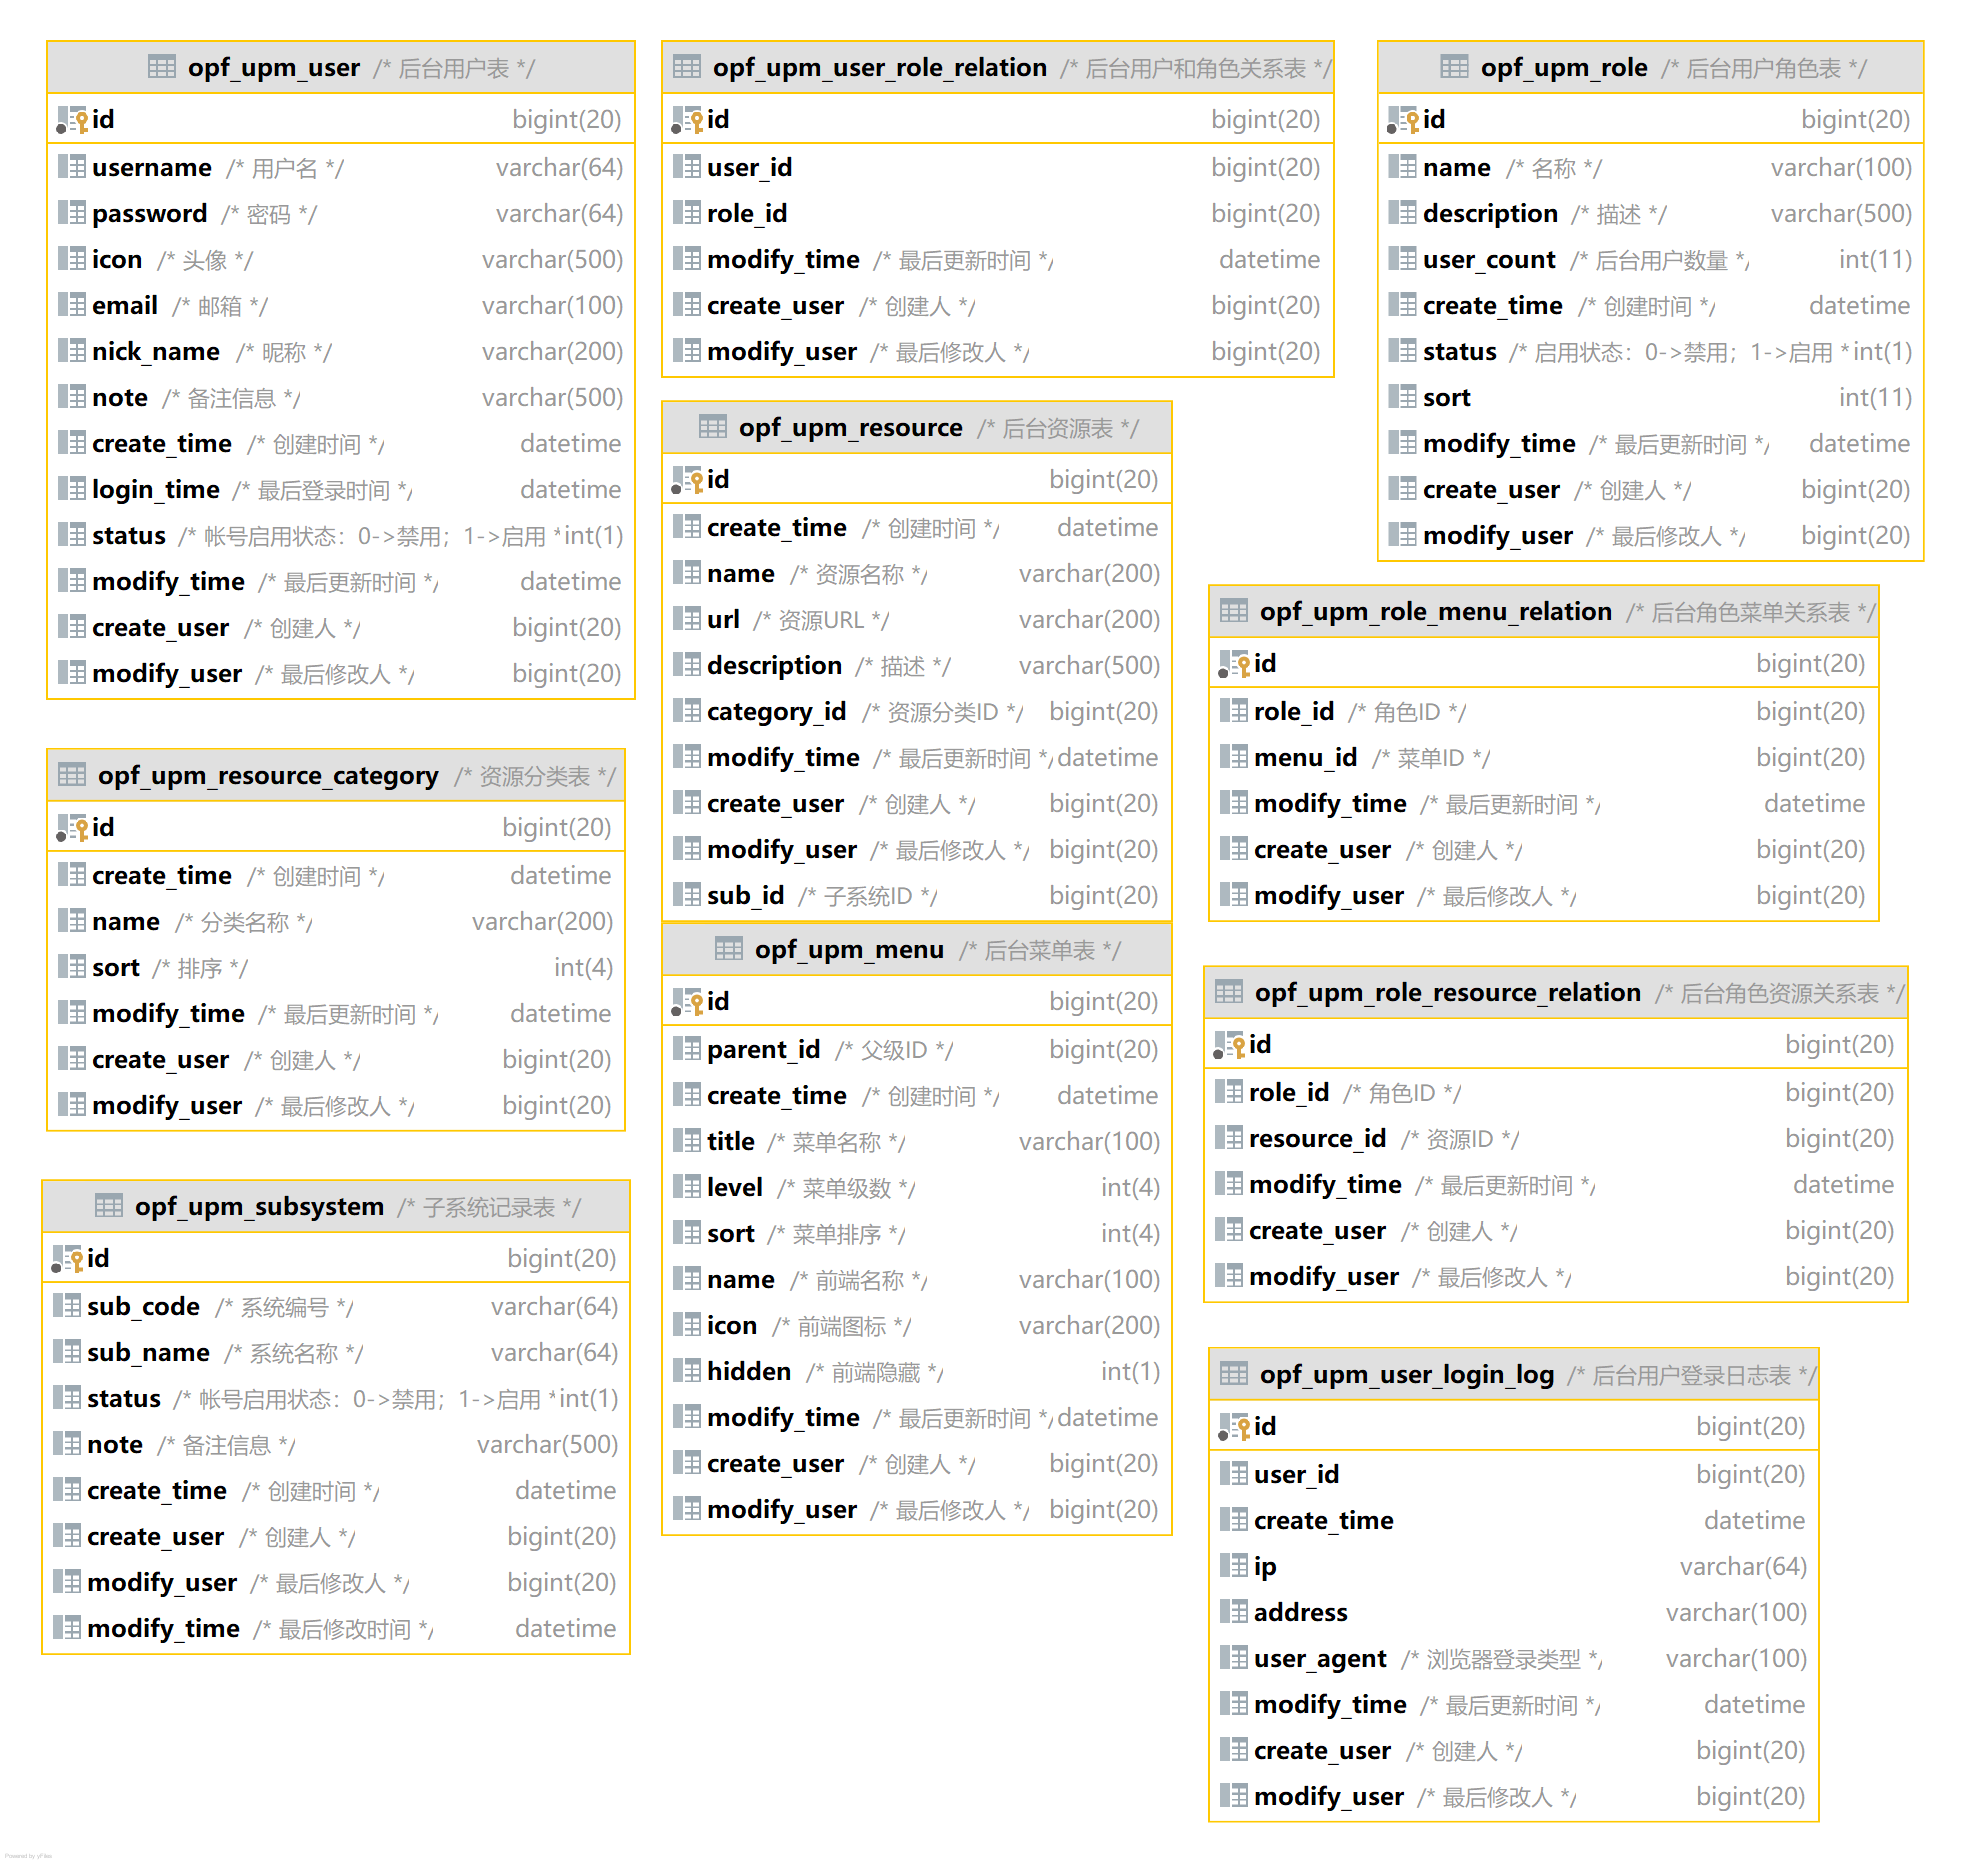 opf_upm_user /* 后台用户表 */
id bigint(20)
username /* 用户名 */ varchar(64)
password /* 密码 */ varchar(64)
icon /* 头像 */ varchar(500)
email /* 邮箱 */ varchar(100)
nick_name /* 昵称 */ varchar(200)
note /* 备注信息 */ varchar(500)
create_time /* 创建时间 */ datetime
login_time /* 最后登录时间 */ datetime
status /* 帐号启用状态：0->禁用；1->启用 * int(1)
modify_time /* 最后更新时间 */ datetime
create_user /* 创建人 */ bigint(20)
modify_user /* 最后修改人 */ bigint(20)
opf_upm_resource_category /* 资源分类表 */
id bigint(20)
create_time /* 创建时间 */ datetime
name /* 分类名称 */ varchar(200)
sort /* 排序 */ int(4)
modify_time /* 最后更新时间 */ datetime
create_user /* 创建人 */ bigint(20)
modify_user /* 最后修改人 */ bigint(20)
opf_upm_subsystem /* 子系统记录表 */
id bigint(20)
sub_code /* 系统编号 */ varchar(64)
sub_name /* 系统名称 */ varchar(64)
status /* 帐号启用状态：0->禁用；1->启用 * int(1)
note /* 备注信息 */ varchar(500)
create_time /* 创建时间 */ datetime
create_user /* 创建人 */ bigint(20)
modify_user /* 最后修改人 */ bigint(20)
modify_time /* 最后修改时间 */ datetime
opf_upm_user_role_relation /* 后台用户和角色关系表 */
id bigint(20)
user_id bigint(20)
role_id bigint(20)
modify_time /* 最后更新时间 */ datetime
create_user /* 创建人 */ bigint(20)
modify_user /* 最后修改人 */ bigint(20)
opf_upm_resource /* 后台资源表 */
id bigint(20)
create_time /* 创建时间 */ datetime
name /* 资源名称 */ varchar(200)
url /* 资源URL */ varchar(200)
description /* 描述 */ varchar(500)
category_id /* 资源分类ID */ bigint(20)
modify_time /* 最后更新时间 */ datetime
create_user /* 创建人 */ bigint(20)
modify_user /* 最后修改人 */ bigint(20)
sub_id /* 子系统ID */ bigint(20)
opf_upm_menu /* 后台菜单表 */
id bigint(20)
parent_id /* 父级ID */ bigint(20)
create_time /* 创建时间 */ datetime
title /* 菜单名称 */ varchar(100)
level /* 菜单级数 */ int(4)
sort /* 菜单排序 */ int(4)
name /* 前端名称 */ varchar(100)
icon /* 前端图标 */ varchar(200)
hidden /* 前端隐藏 */ int(1)
modify_time /* 最后更新时间 */ datetime
create_user /* 创建人 */ bigint(20)
modify_user /* 最后修改人 */ bigint(20)
opf_upm_role /* 后台用户角色表 */
id bigint(20)
name /* 名称 */ varchar(100)
description /* 描述 */ varchar(500)
user_count /* 后台用户数量 */ int(11)
create_time /* 创建时间 */ datetime
status /* 启用状态：0->禁用；1->启用 * int(1)
sort int(11)
modify_time /* 最后更新时间 */ datetime
create_user /* 创建人 */ bigint(20)
modify_user /* 最后修改人 */ bigint(20)
opf_upm_role_menu_relation /* 后台角色菜单关系表 */
id bigint(20)
role_id /* 角色ID */ bigint(20)
menu_id /* 菜单ID */ bigint(20)
modify_time /* 最后更新时间 */ datetime
create_user /* 创建人 */ bigint(20)
modify_user /* 最后修改人 */ bigint(20)
opf_upm_role_resource_relation /* 后台角色资源关系表 */
id bigint(20)
role_id /* 角色ID */ bigint(20)
resource_id /* 资源ID */ bigint(20)
modify_time /* 最后更新时间 */ datetime
create_user /* 创建人 */ bigint(20)
modify_user /* 最后修改人 */ bigint(20)
opf_upm_user_login_log /* 后台用户登录日志表 */
id bigint(20)
user_id bigint(20)
create_time datetime
ip varchar(64)
address varchar(100)
user_agent /* 浏览器登录类型 */ varchar(100)
modify_time /* 最后更新时间 */ datetime
create_user /* 创建人 */ bigint(20)
modify_user /* 最后修改人 */ bigint(20)
Powered by yFiles